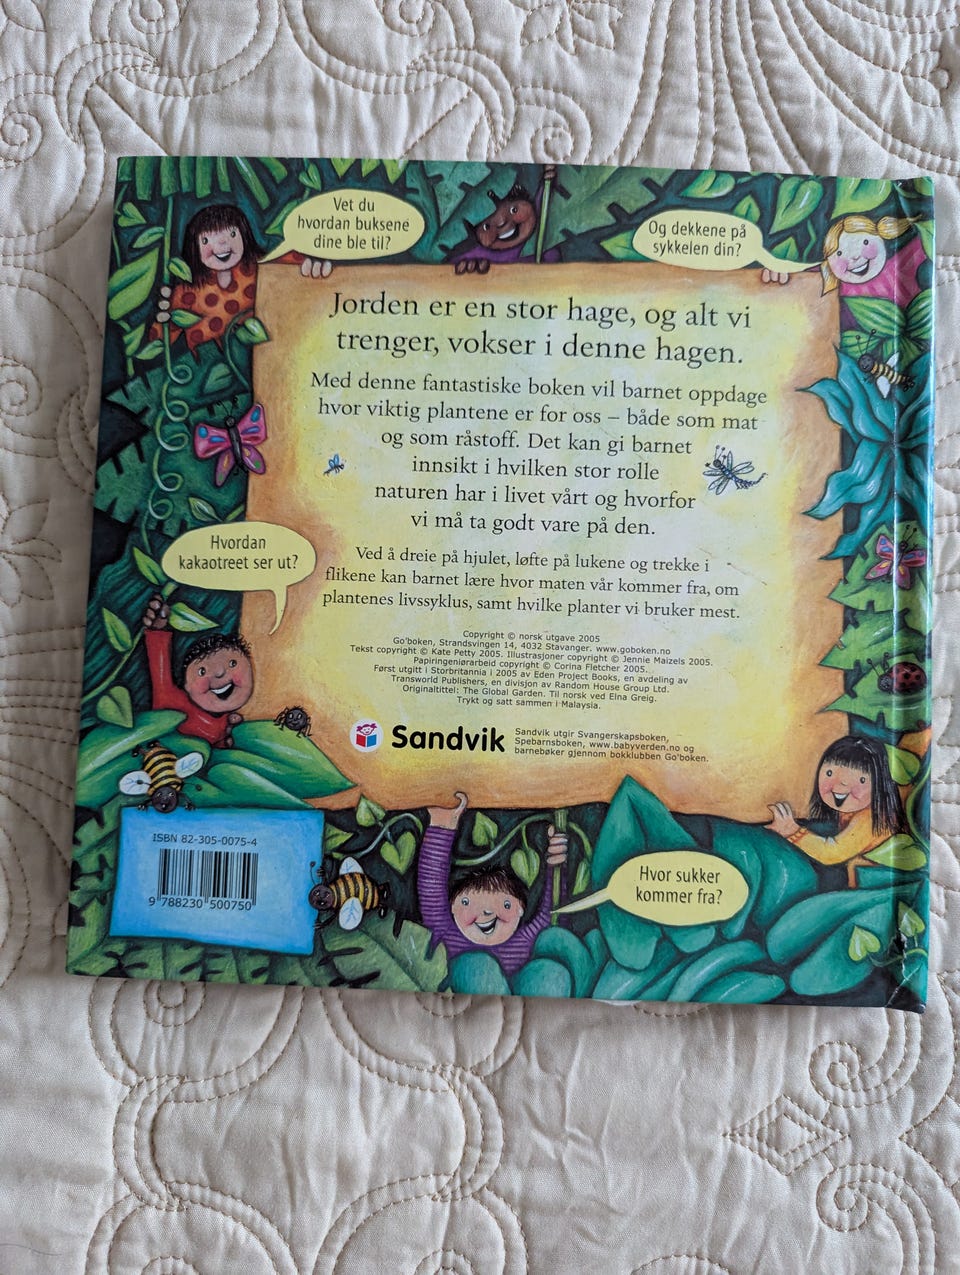 Vet du
hvordan buksene
dine ble til?
Og dekkene på
sykkelen din?
Jorden er en stor hage, og alt vi
trenger, vokser i denne hagen.
Med denne fantastiske boken vil barnet oppdage
hvor viktig plantene er for oss – både som mat
og som råstoff. Det kan gi barnet
innsikt i hvilken stor rolle
naturen har i livet vårt og hvorfor
vi må ta godt vare på den.
Hvordan
kakaotreet ser ut?
Ved å dreie på hjulet, løfte på lukene og trekke i
flikene kan barnet lære hvor maten vår kommer fra, om
plantenes livssyklus, samt hvilke planter vi bruker mest.
Copyright © norsk utgave 2005
Go'boken, Strandsvingen 14, 4032 Stavanger. www.goboken.no
Tekst copyright © Kate Petty 2005. Illustrasjoner copyright © Jennie Maizels 2005.
Papiringeniørarbeid copyright © Corina Fletcher 2005.
Først utgitt i Storbritannia i 2005 av Eden Project Books, en avdeling av
Transworld Publishers, en divisjon av Random House Group Ltd.
Originaltittel: The Global Garden. Til norsk ved Elna Greig.
Trykt og satt sammen i Malaysia.
Sandvik
Sandvik utgir Svangerskapsboken,
Spebarnsboken, www.babyverden.no og
barnebøker gjennom bokklubben Go'boken.
ISBN 82-305-0075-4
9 788230 500750
Hvor sukker
kommer fra?